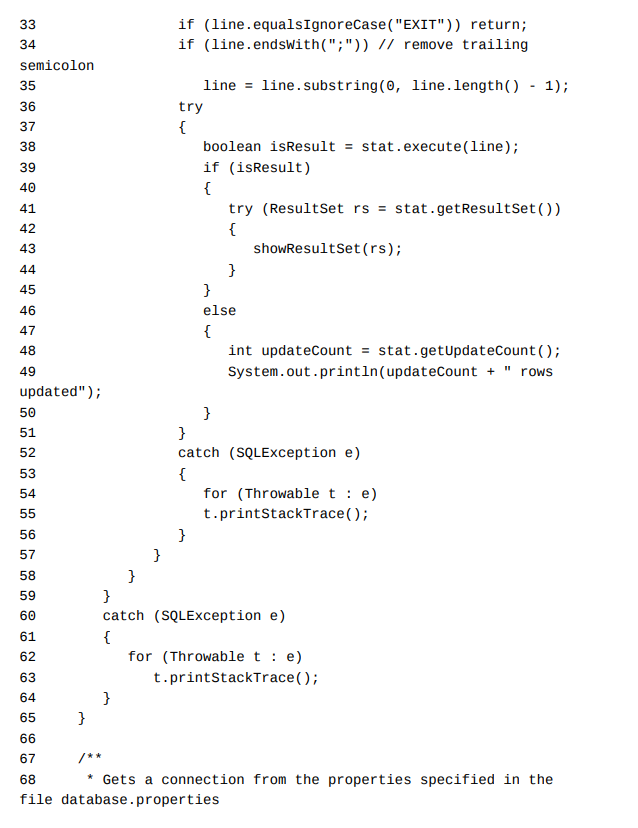 33                   if (line.equalsIgnoreCase("EXIT")) return;
34                   if (line.endsWith(";")) // remove trailing
semicolon
35                      line = line.substring(0, line.length() - 1);
36                   try
37                   {
38                      boolean isResult = stat.execute(line);
39                      if (isResult)
40                      {
41                         try (ResultSet rs = stat.getResultSet())
42                         {
43                            showResultSet(rs);
44                         }
45                      }
46                      else
47                      {
48                         int updateCount = stat.getUpdateCount();
49                         System.out.println(updateCount + " rows
updated");
50                      }
51                   }
52                   catch (SQLException e)
53                   {
54                      for (Throwable t : e)
55                      t.printStackTrace();
56                   }
57                }
58             }
59          }
60          catch (SQLException e)
61          {
62             for (Throwable t : e)
63                t.printStackTrace();
64          }
65       }
66
67       /**
68        * Gets a connection from the properties specified in the
file database.properties